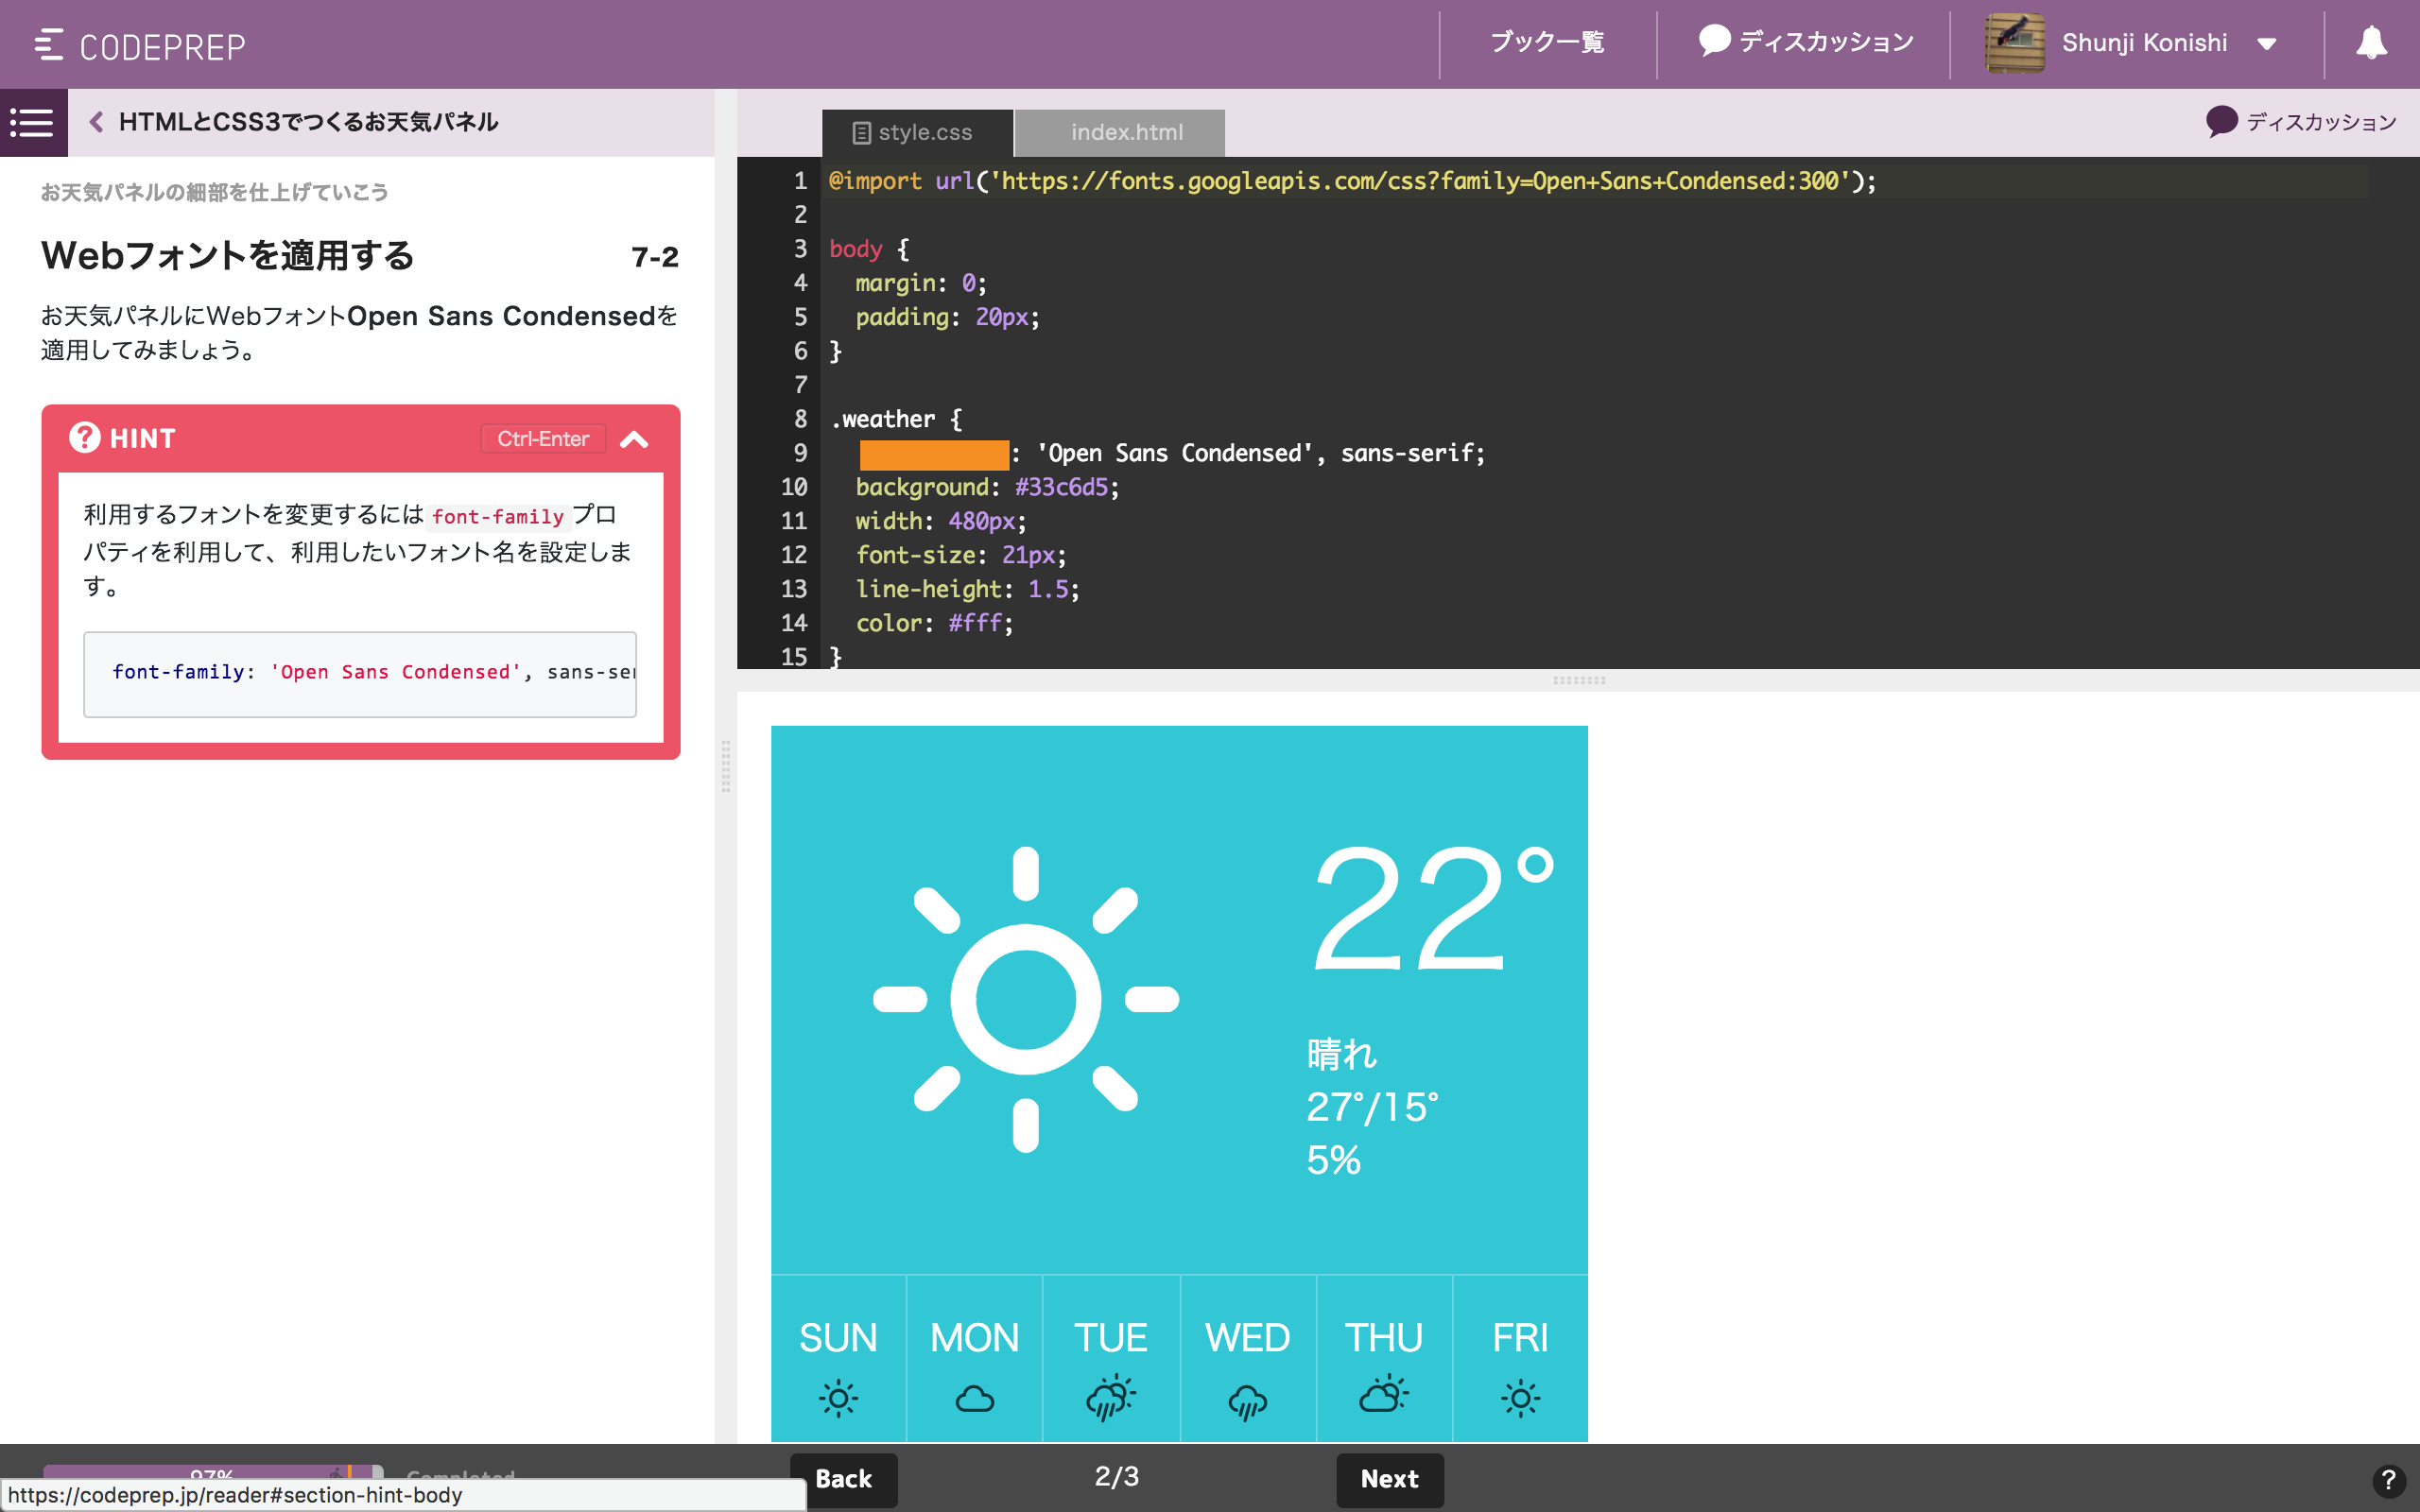 CODEPREP
ブック一覧
ディスカッション
Shunji Konishi
HTMLとCSS3でつくるお天気パネル
style.css
index.html
ディスカッション
お天気パネルの細部を仕上げていこう
Webフォントを適用する
7-2
お天気パネルにWebフォントOpen Sans Condensedを
適用してみましょう。
? HINT
Ctrl-Enter
利用するフォントを変更するにはfont-familyプロ
パティを利用して、利用したいフォント名を設定しま
す。
font-family: 'Open Sans Condensed', sans-ser
1 @import url('https://fonts.googleapis.com/css?family=Open+Sans+Condensed:300');
2
3 body {
4 margin: 0;
5 padding: 20px;
6 }
7
8 .weather {
9 : 'Open Sans Condensed', sans-serif;
10 background: #33c6d5;
11 width: 480px;
12 font-size: 21px;
13 line-height: 1.5;
14 color: #fff;
15 }
22°
晴れ
27°/15°
5%
SUN MON TUE WED THU FRI
97%
Completed
Back
2/3
Next
?
https://codeprep.jp/reader#section-hint-body